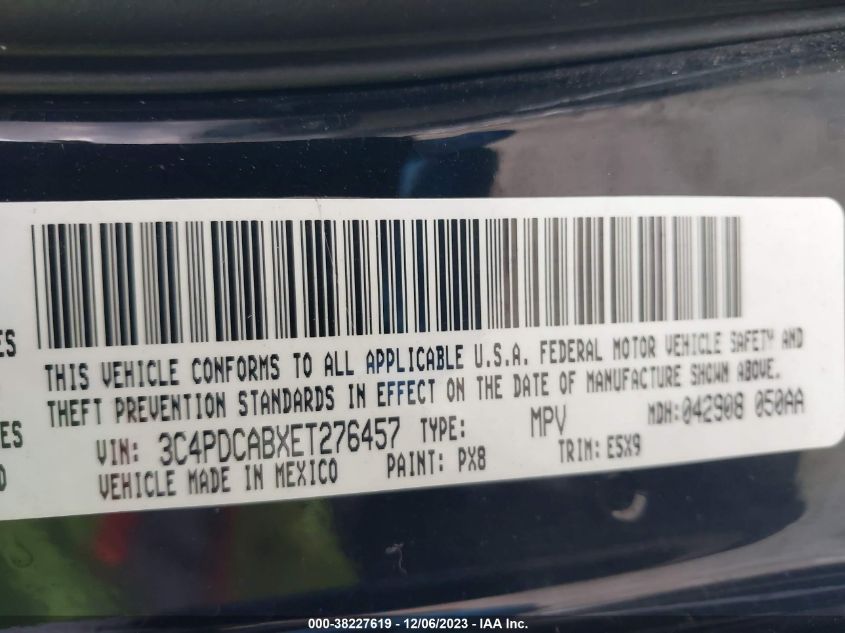 ES
THIS VEHICLE CONFORMS TO ALL APPLICABLE U.S.A. FEDERAL MOTOR VEHICLE SAFETY AND
THEFT PREVENTION STANDARDS IN EFFECT ON THE DATE OF MANUFACTURE SHOWN ABOVE.
ES
VIN: 3C4PDCABXET276457 TYPE: MPV MDH: 042908 050AA
D
VEHICLE MADE IN MEXICO PAINT: PX8 TRIM: E5X9
000-38227619 - 12/06/2023 - IAA Inc.